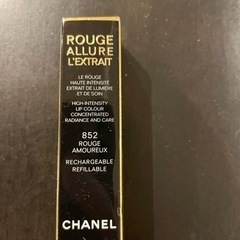 ROUGE
ALLURE
L'EXTRAIT
LE ROUGE
HAUTE INTENSITÉ
EXTRAIT DE LUMIÈRE
ET DE SOIN
HIGH-INTENSITY
LIP COLOUR
CONCENTRATED
RADIANCE AND CARE
852
ROUGE
AMOUREUX
RECHARGEABLE
REFILLABLE
CHANEL